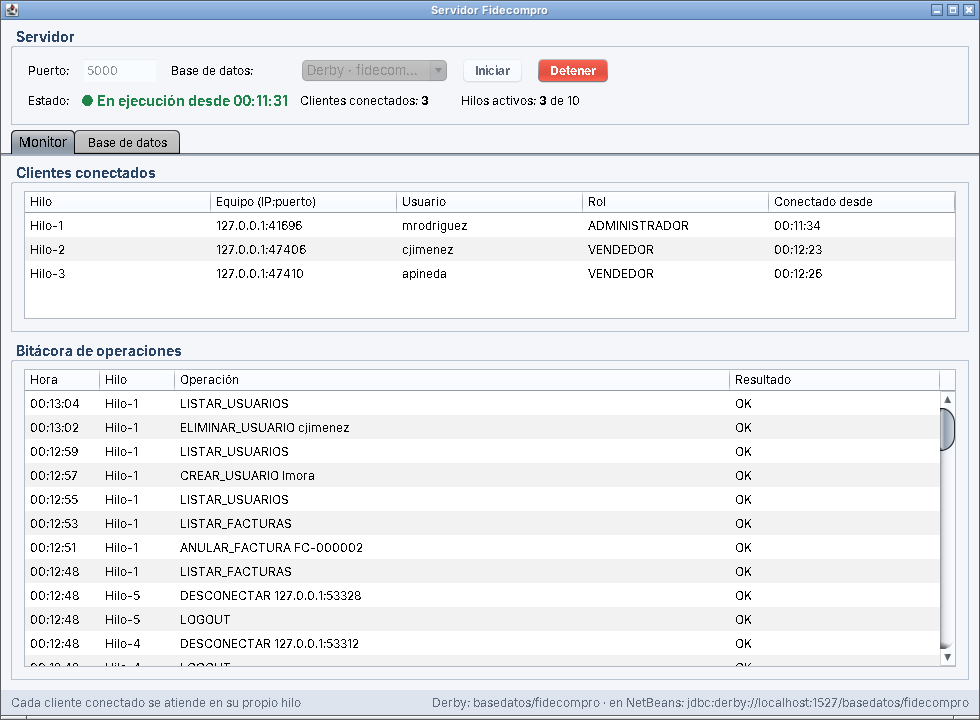 Servidor Fidecompro
Servidor
Puerto: 5000 Base de datos: Derby · fidecom... Iniciar Detener
Estado: En ejecución desde 00:11:31 Clientes conectados: 3 Hilos activos: 3 de 10
Monitor Base de datos
Clientes conectados
Hilo Equipo (IP:puerto) Usuario Rol Conectado desde
Hilo-1 127.0.0.1:41696 mrodriguez ADMINISTRADOR 00:11:34
Hilo-2 127.0.0.1:47406 cjimenez VENDEDOR 00:12:23
Hilo-3 127.0.0.1:47410 apineda VENDEDOR 00:12:26
Bitácora de operaciones
Hora Hilo Operación Resultado
00:13:04 Hilo-1 LISTAR_USUARIOS OK
00:13:02 Hilo-1 ELIMINAR_USUARIO cjimenez OK
00:12:59 Hilo-1 LISTAR_USUARIOS OK
00:12:57 Hilo-1 CREAR_USUARIO lmora OK
00:12:55 Hilo-1 LISTAR_USUARIOS OK
00:12:53 Hilo-1 LISTAR_FACTURAS OK
00:12:51 Hilo-1 ANULAR_FACTURA FC-000002 OK
00:12:48 Hilo-1 LISTAR_FACTURAS OK
00:12:48 Hilo-5 DESCONECTAR 127.0.0.1:53328 OK
00:12:48 Hilo-5 LOGOUT OK
00:12:48 Hilo-4 DESCONECTAR 127.0.0.1:53312 OK
Cada cliente conectado se atiende en su propio hilo Derby: basedatos/fidecompro · en NetBeans: jdbc:derby://localhost:1527/basedatos/fidecompro